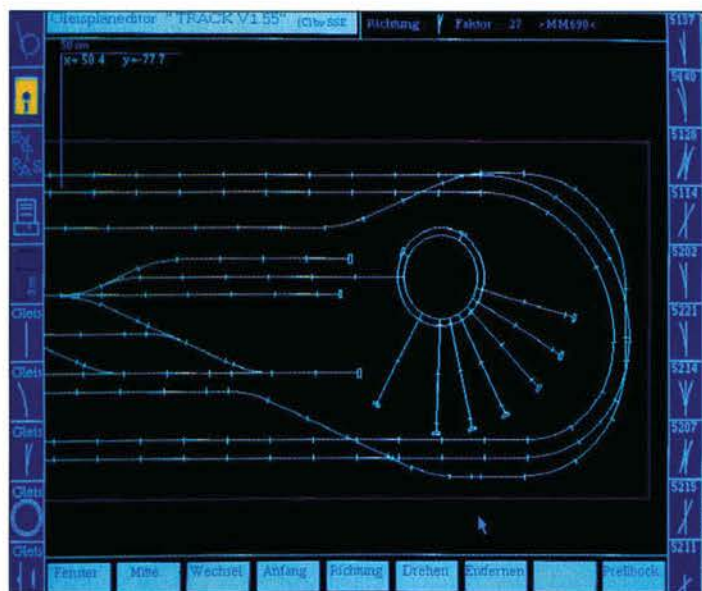 Gleisplaneditor "TRACK V1.55" (C) by SSE
Richtung Faktor 27 >MM690<
50 cm
x= 50.4 y=-77.7
5137
5140
5128
5114
5202
5221
5214
5207
5215
5211
Gleis
Gleis
Gleis
Gleis
Gleis
Fenster Mitte Wechsel Anfang Richtung Drehen Entfernen Prellbock